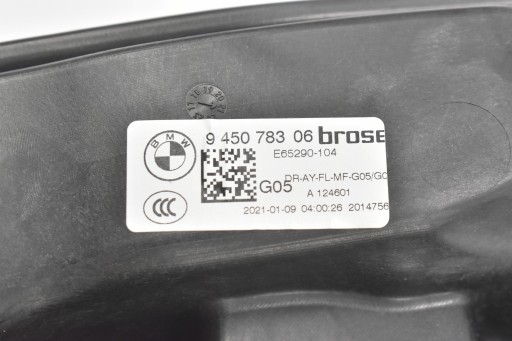 BMW
9 450 783 06 brose
E65290-104
DR-AY-FL-MF-G05/G0
G05
A 124601
CCC
2021-01-09 04:00:26 2014756